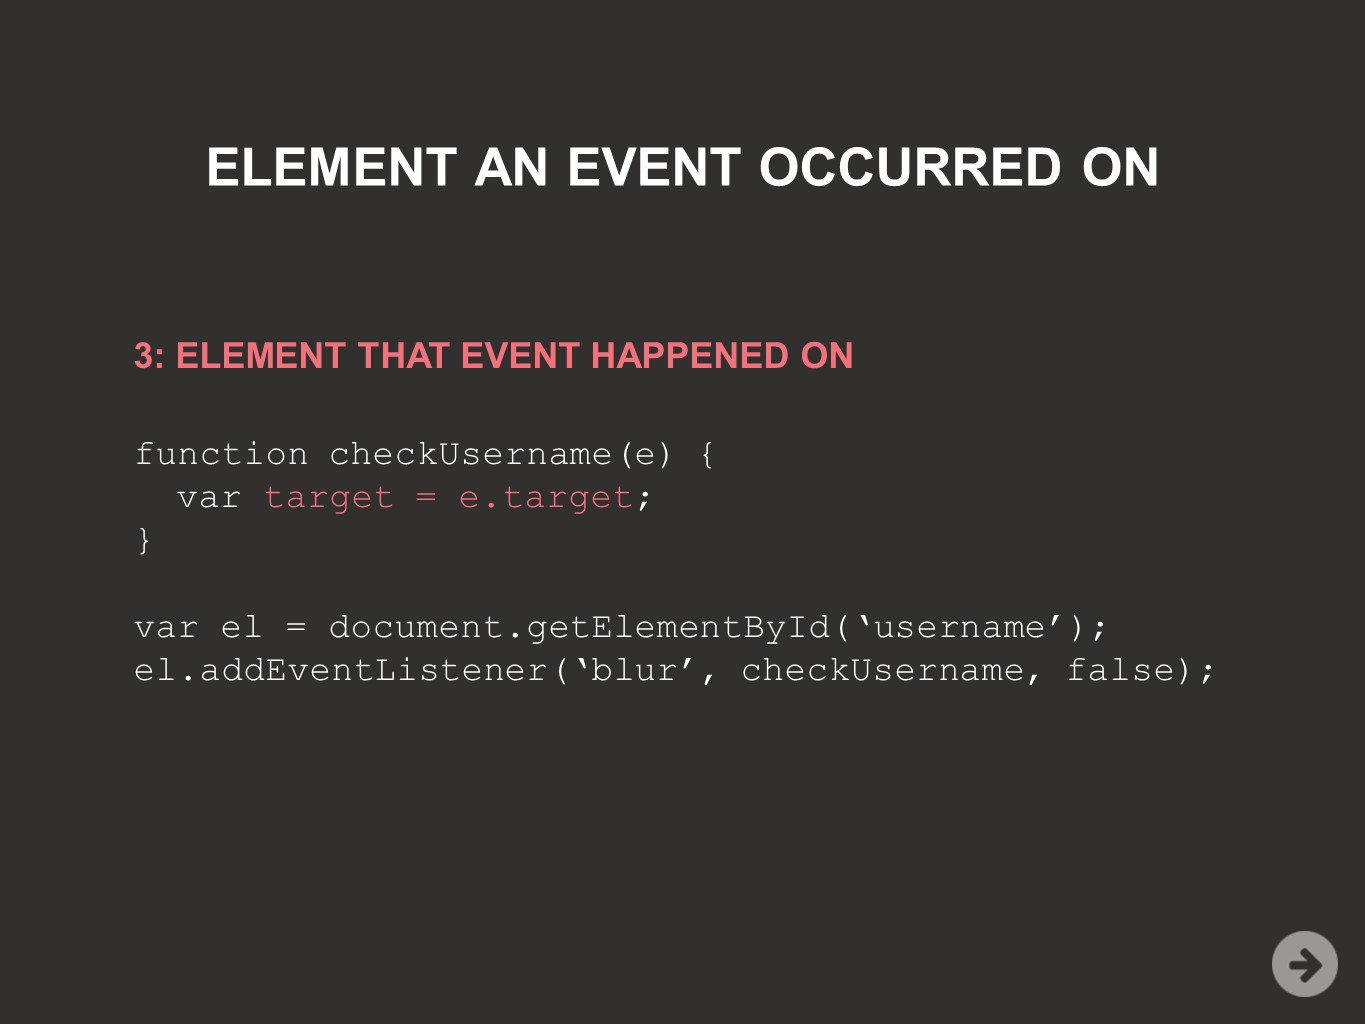 ELEMENT AN EVENT OCCURRED ON
3: ELEMENT THAT EVENT HAPPENED ON
function checkUsername(e) {
  var target = e.target;
}
var el = document.getElementById(‘username’);
el.addEventListener(‘blur’, checkUsername, false);